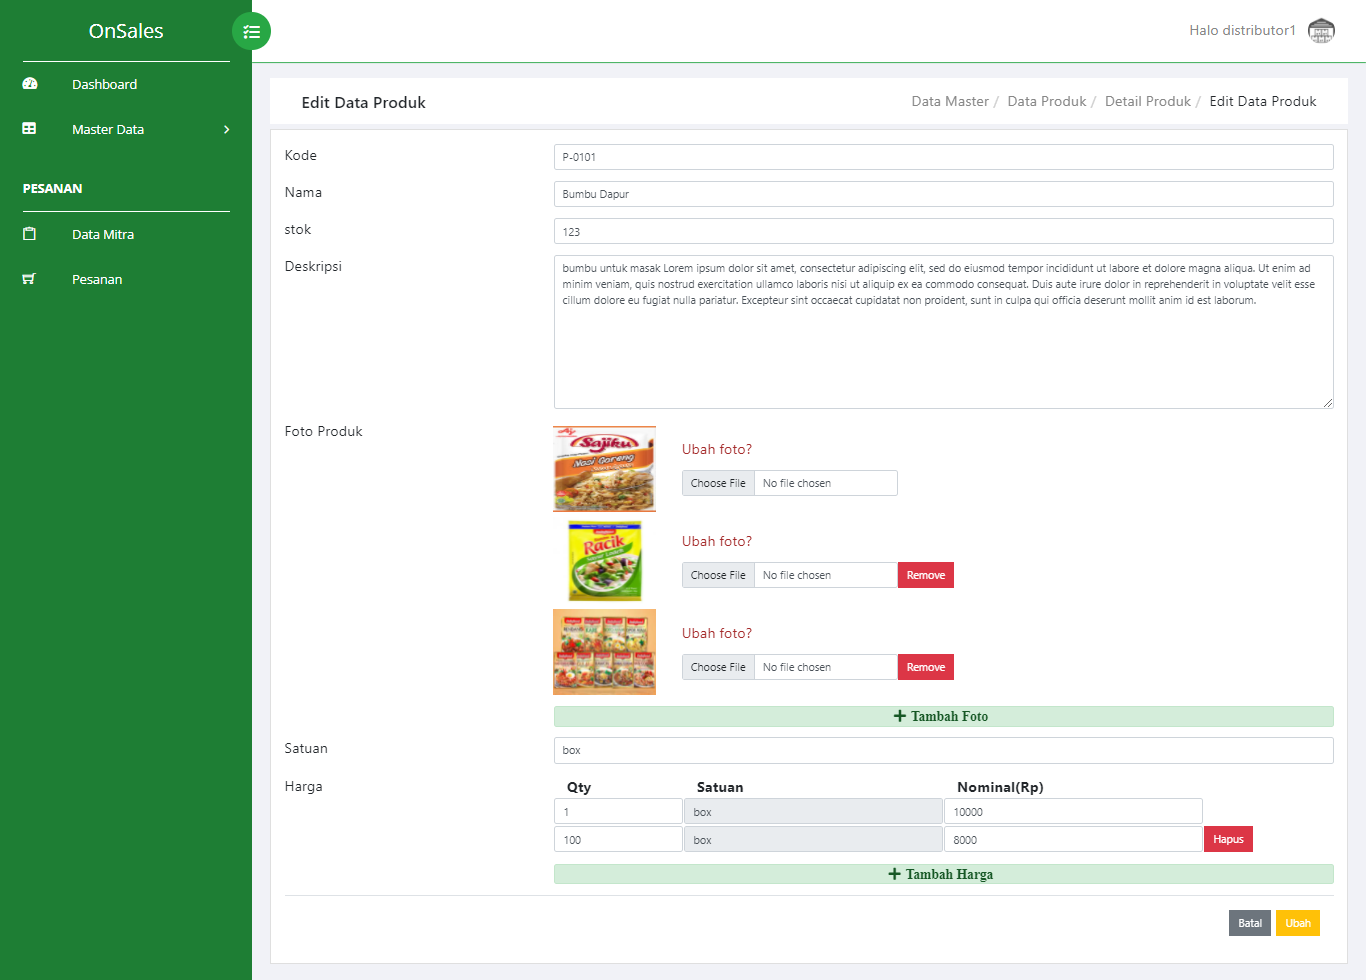 OnSales
Halo distributor1
Dashboard
Master Data
PESANAN
Data Mitra
Pesanan
Edit Data Produk
Data Master / Data Produk / Detail Produk / Edit Data Produk
Kode
P-0101
Nama
Bumbu Dapur
stok
123
Deskripsi
bumbu untuk masak Lorem ipsum dolor sit amet, consectetur adipiscing elit, sed do eiusmod tempor incididunt ut labore et dolore magna aliqua. Ut enim ad
minim veniam, quis nostrud exercitation ullamco laboris nisi ut aliquip ex ea commodo consequat. Duis aute irure dolor in reprehenderit in voluptate velit esse
cillum dolore eu fugiat nulla pariatur. Excepteur sint occaecat cupidatat non proident, sunt in culpa qui officia deserunt mollit anim id est laborum.
Foto Produk
Sajiku
Nasi Goreng
Ubah foto?
Choose File No file chosen
Racik
Ubah foto?
Choose File No file chosen Remove
Ubah foto?
Choose File No file chosen Remove
Tambah Foto
Satuan
box
Harga
Qty Satuan Nominal(Rp)
1 box 10000
100 box 8000 Hapus
Tambah Harga
Batal Ubah